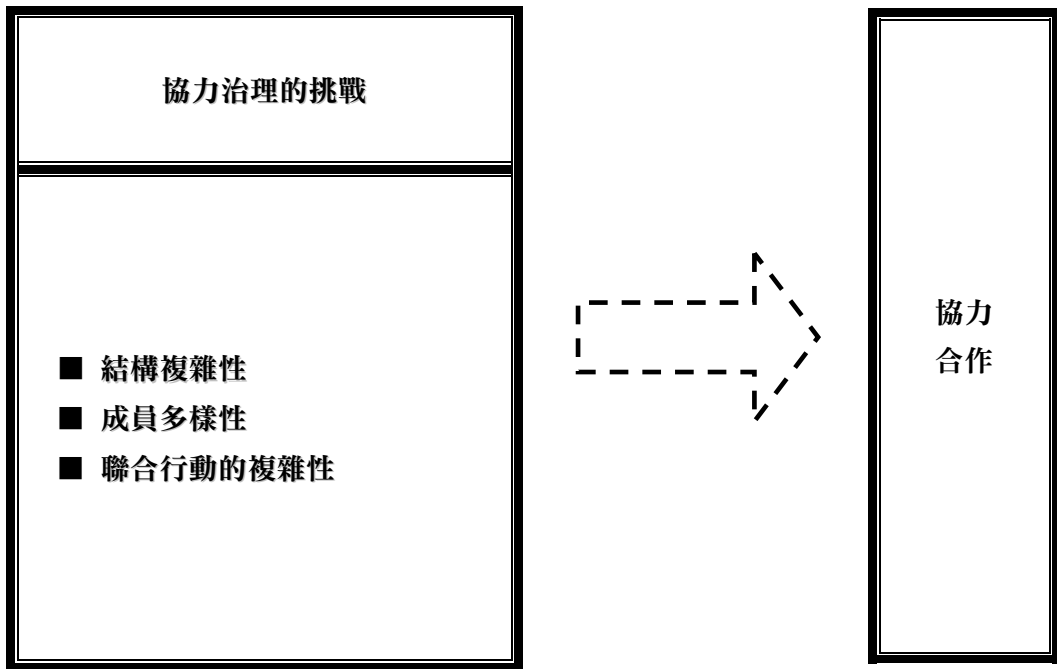 協力治理的挑戰
■ 結構複雜性
■ 成員多樣性
■ 聯合行動的複雜性
協力
合作